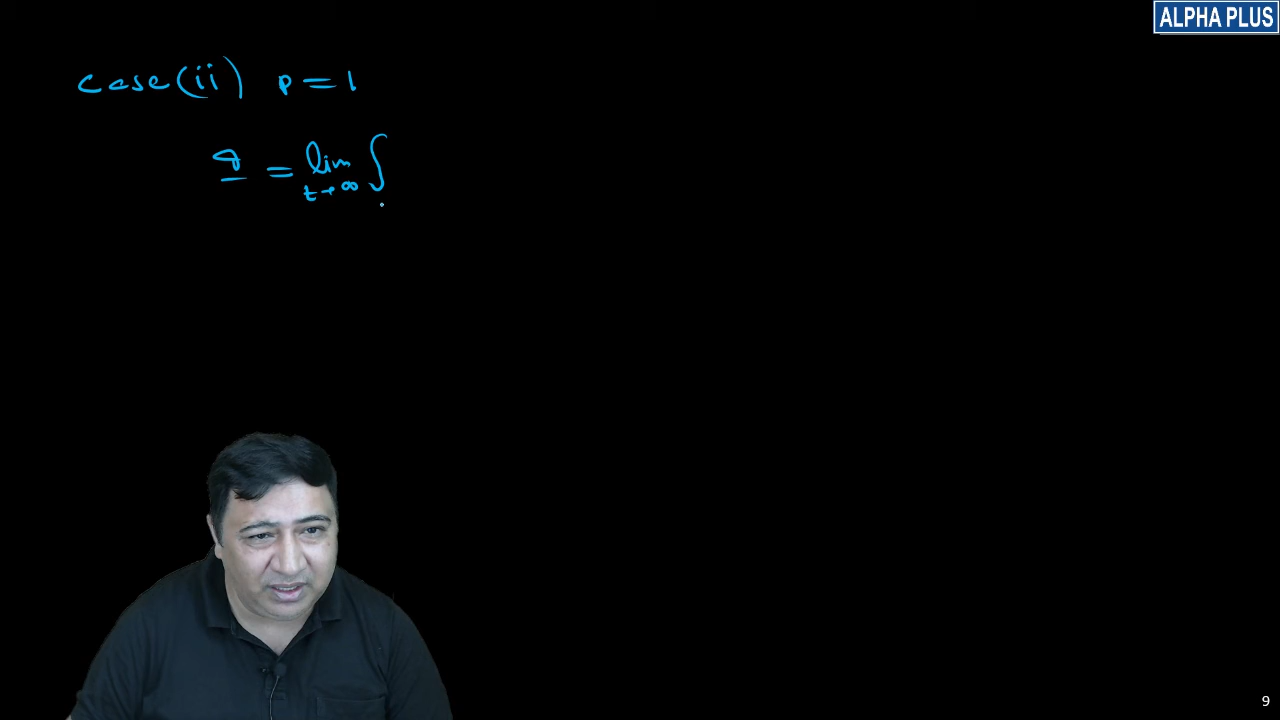 ALPHA PLUS
case(ii) p = 1
= lim ∫
t→∞
9